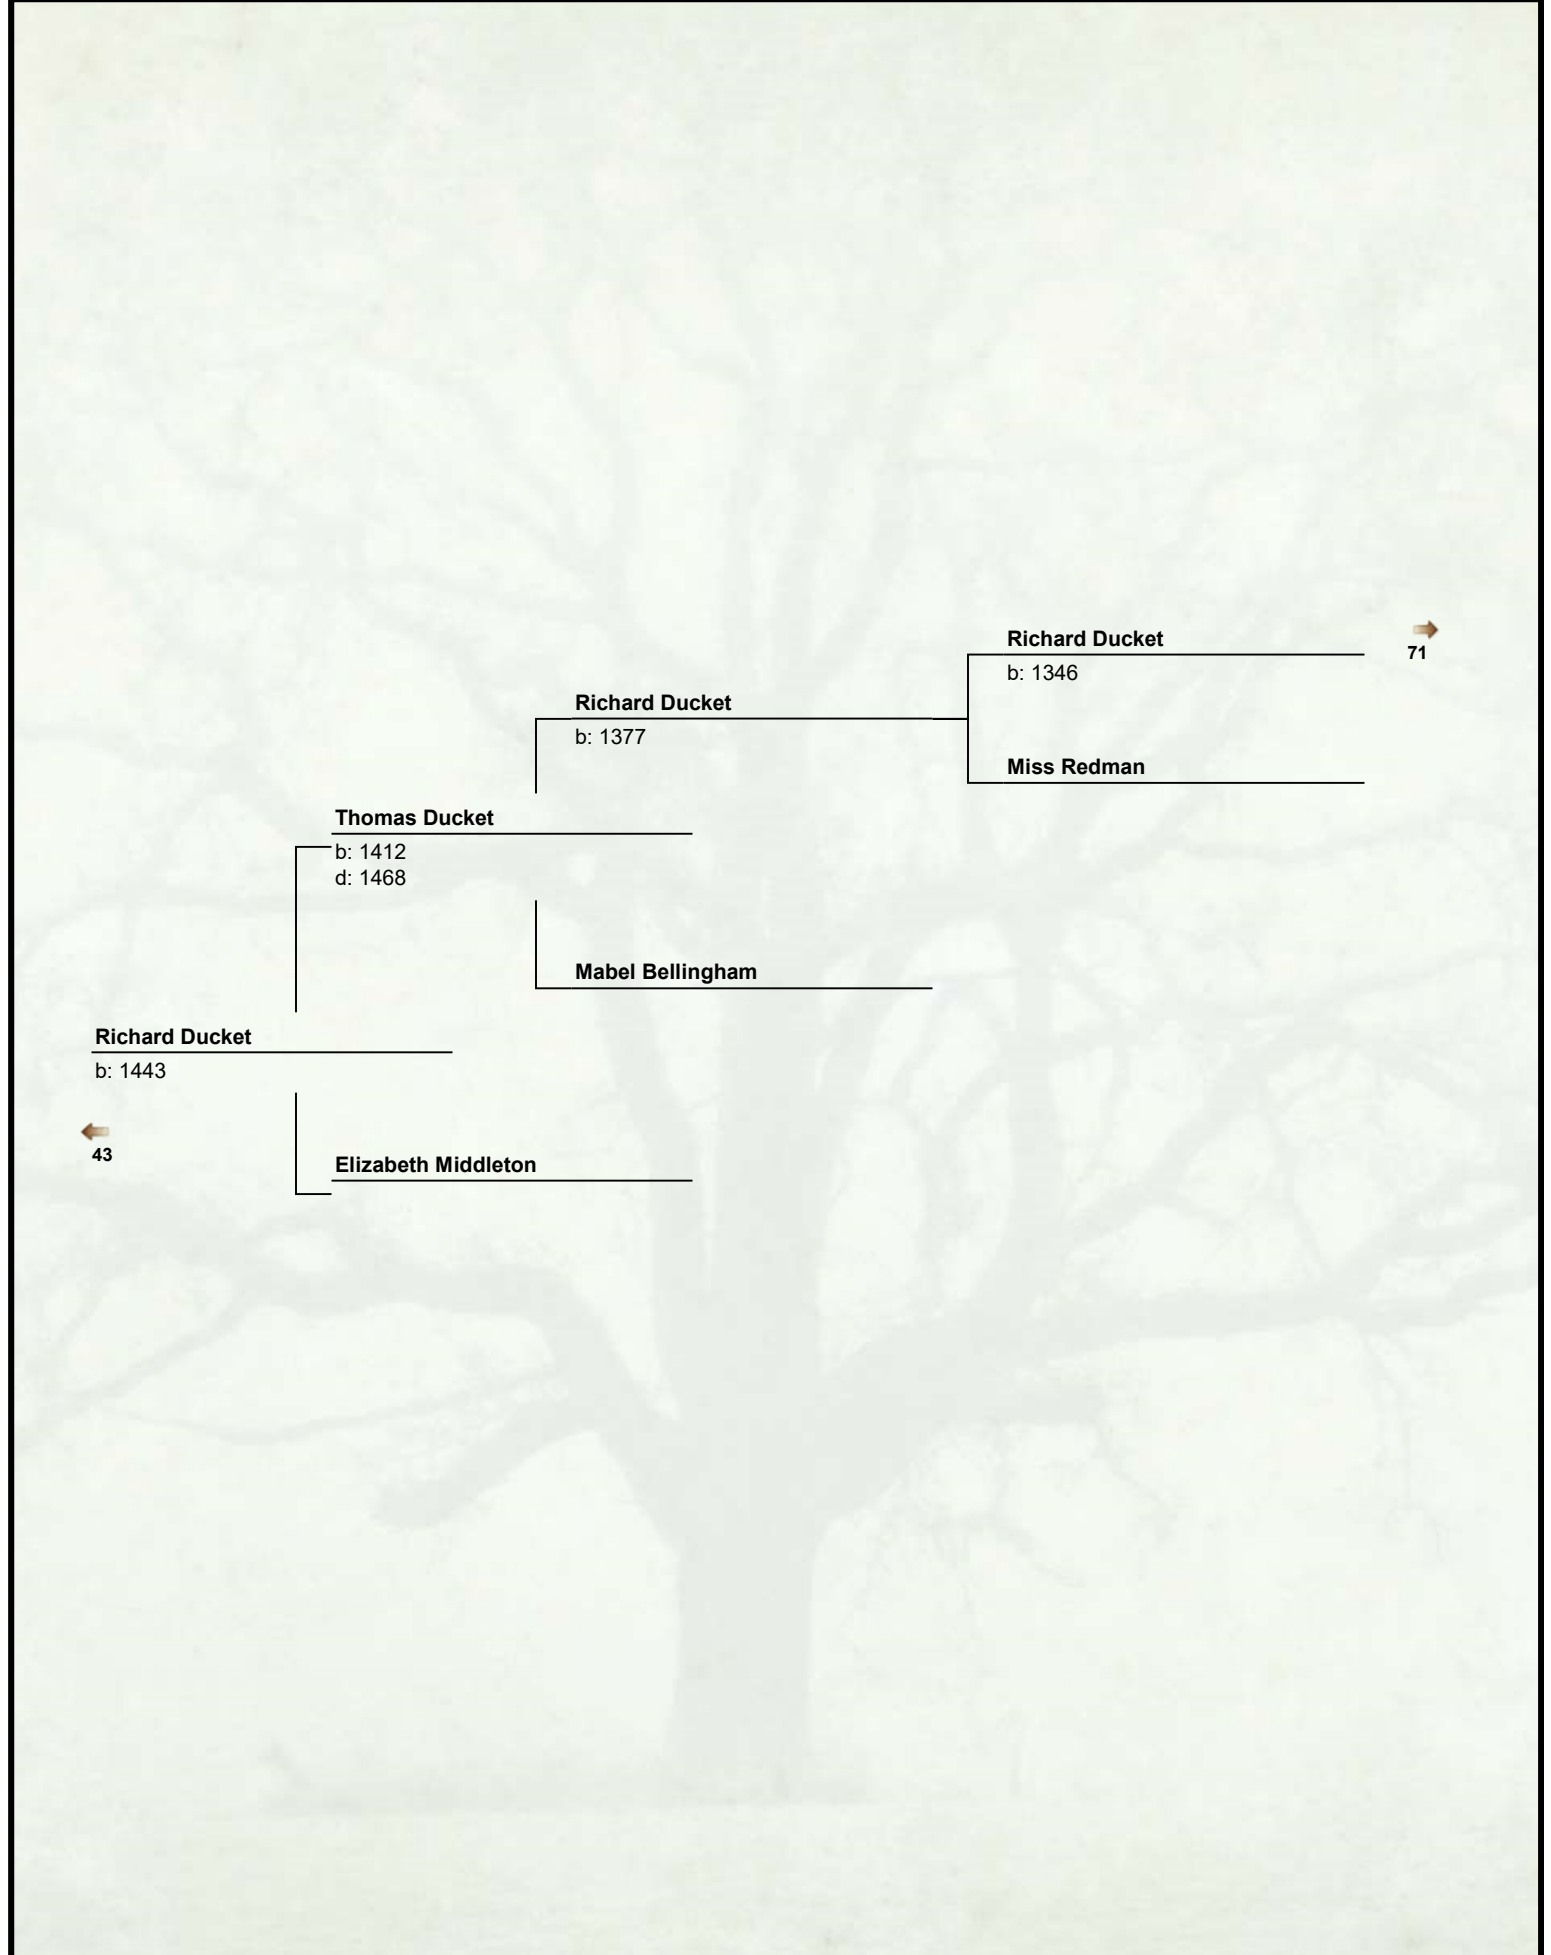 Richard Ducket
b: 1346
71
Richard Ducket
b: 1377
Miss Redman
Thomas Ducket
b: 1412
d: 1468
Mabel Bellingham
Richard Ducket
b: 1443
43
Elizabeth Middleton